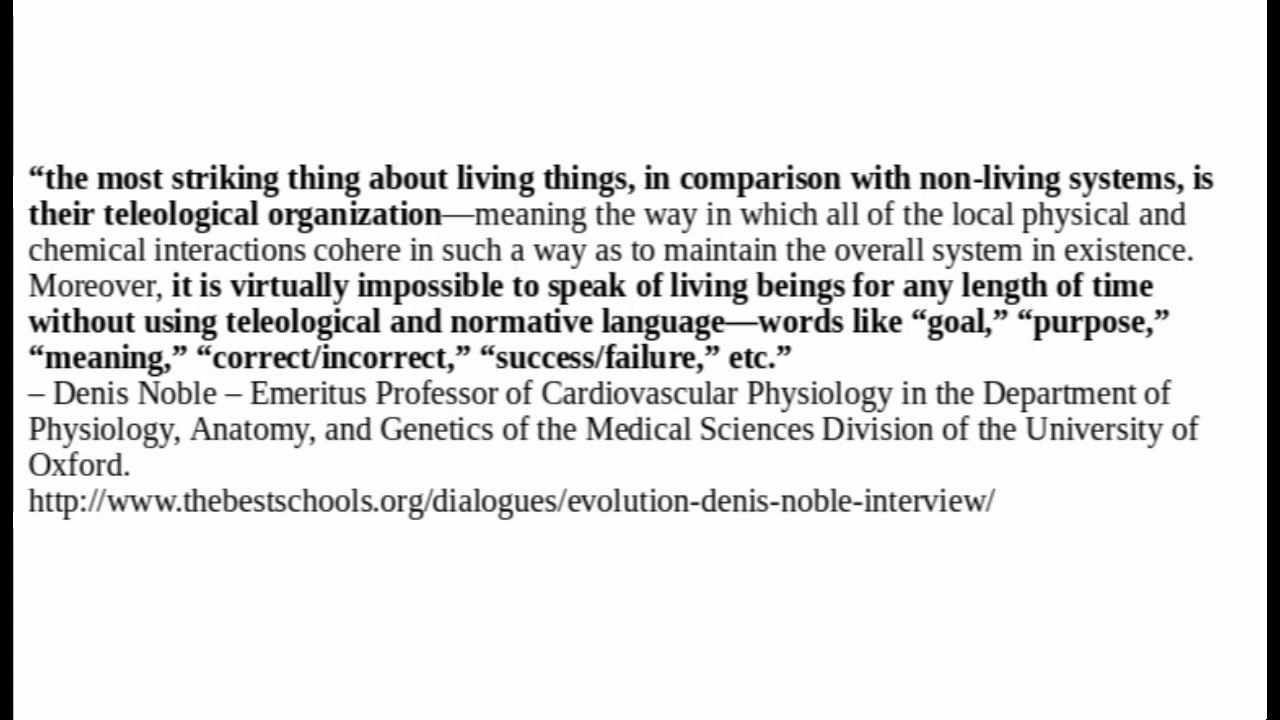 “the most striking thing about living things, in comparison with non-living systems, is
their teleological organization—meaning the way in which all of the local physical and
chemical interactions cohere in such a way as to maintain the overall system in existence.
Moreover, it is virtually impossible to speak of living beings for any length of time
without using teleological and normative language—words like “goal,” “purpose,”
“meaning,” “correct/incorrect,” “success/failure,” etc.”
– Denis Noble – Emeritus Professor of Cardiovascular Physiology in the Department of
Physiology, Anatomy, and Genetics of the Medical Sciences Division of the University of
Oxford.
http://www.thebestschools.org/dialogues/evolution-denis-noble-interview/